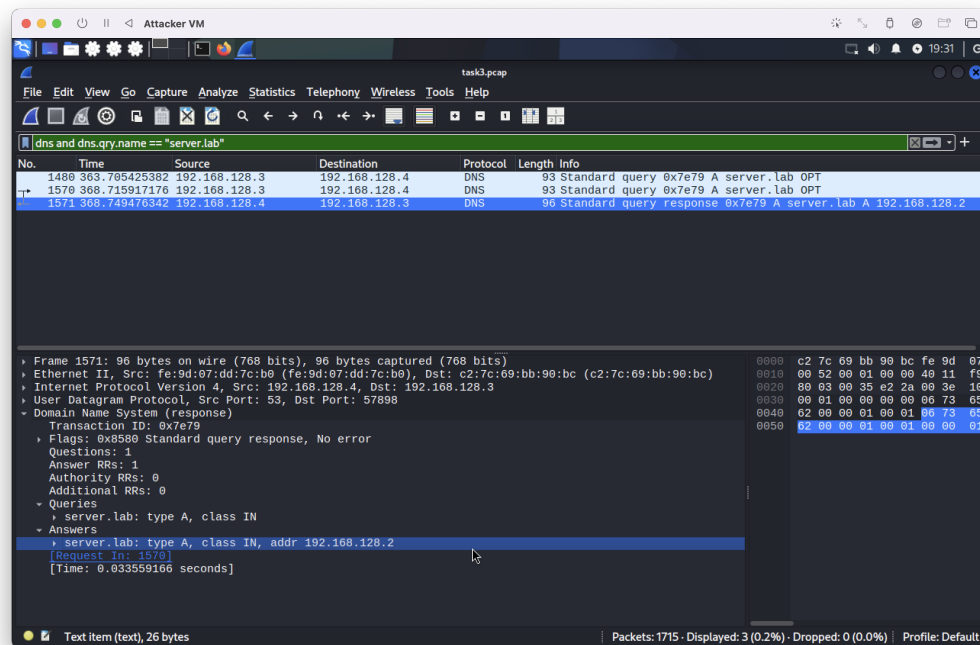 Attacker VM
19:31
task3.pcap
File Edit View Go Capture Analyze Statistics Telephony Wireless Tools Help
dns and dns.qry.name == "server.lab"
No. Time Source Destination Protocol Length Info
1480 363.705425382 192.168.128.3 192.168.128.4 DNS 93 Standard query 0x7e79 A server.lab OPT
1570 368.715917176 192.168.128.3 192.168.128.4 DNS 93 Standard query 0x7e79 A server.lab OPT
1571 368.749476342 192.168.128.4 192.168.128.3 DNS 96 Standard query response 0x7e79 A server.lab A 192.168.128.2
Frame 1571: 96 bytes on wire (768 bits), 96 bytes captured (768 bits)
Ethernet II, Src: fe:9d:07:dd:7c:b0 (fe:9d:07:dd:7c:b0), Dst: c2:7c:69:bb:90:bc (c2:7c:69:bb:90:bc)
Internet Protocol Version 4, Src: 192.168.128.4, Dst: 192.168.128.3
User Datagram Protocol, Src Port: 53, Dst Port: 57898
Domain Name System (response)
Transaction ID: 0x7e79
Flags: 0x8580 Standard query response, No error
Questions: 1
Answer RRs: 1
Authority RRs: 0
Additional RRs: 0
Queries
server.lab: type A, class IN
Answers
server.lab: type A, class IN, addr 192.168.128.2
[Request In: 1570]
[Time: 0.033559166 seconds]
0000 c2 7c 69 bb 90 bc fe 9d 07
0010 00 52 00 01 00 00 40 11 f9
0020 80 03 00 35 e2 2a 00 3e 10
0030 00 01 00 00 00 00 06 73 65
0040 62 00 00 01 00 01 06 73 65
0050 62 00 00 01 00 01 00 00 01
Text item (text), 26 bytes
Packets: 1715 · Displayed: 3 (0.2%) · Dropped: 0 (0.0%)
Profile: Default